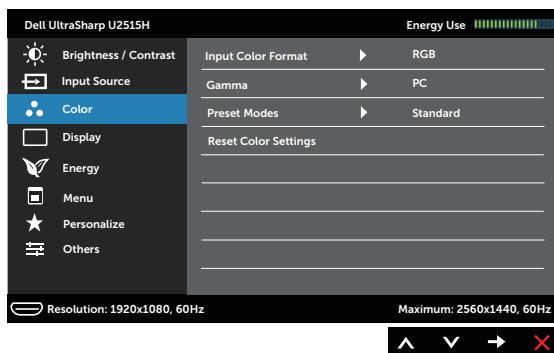 Dell UltraSharp U2515H
Energy Use
Brightness / Contrast
Input Source
Color
Display
Energy
Menu
Personalize
Others
Input Color Format
RGB
Gamma
PC
Preset Modes
Standard
Reset Color Settings
Resolution: 1920x1080, 60Hz
Maximum: 2560x1440, 60Hz